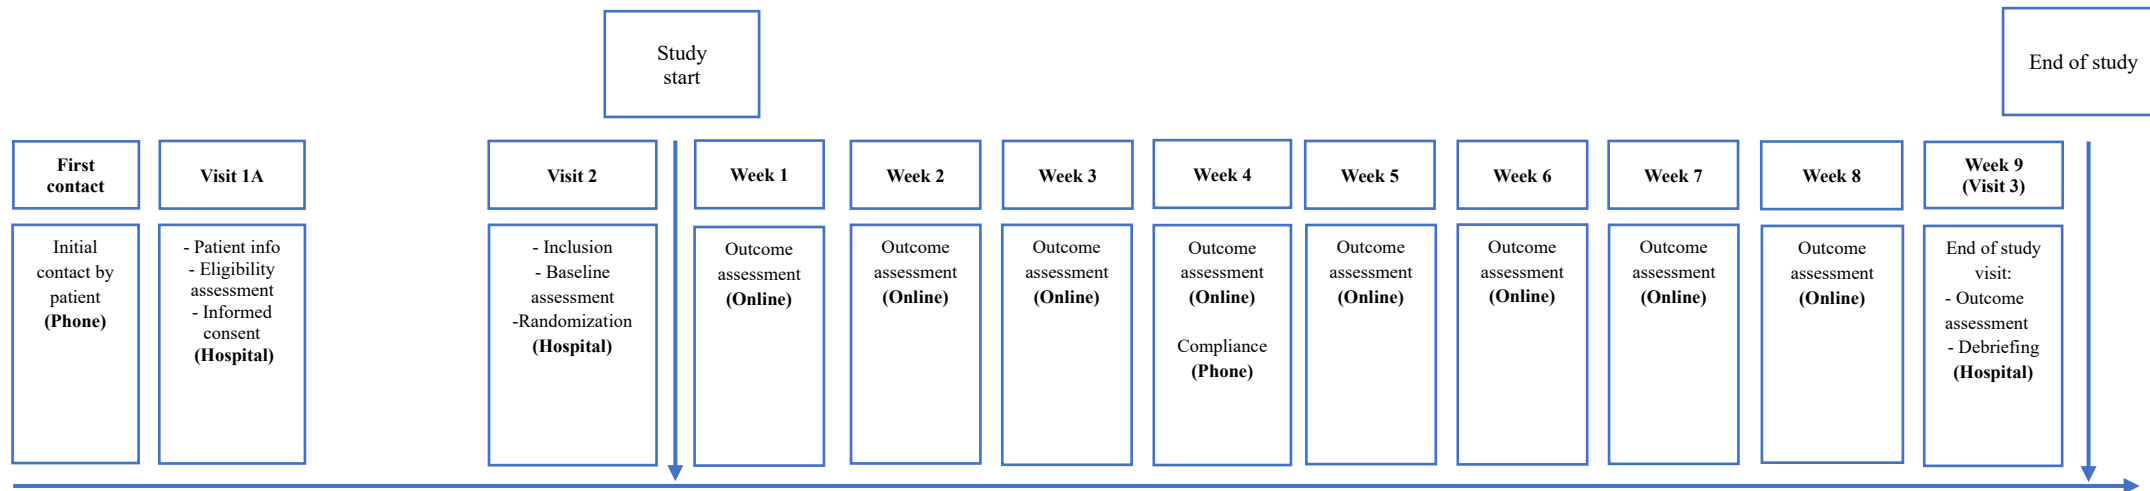 Study
start
End of study
First
contact
Visit 1A
Visit 2
Week 1
Week 2
Week 3
Week 4
Week 5
Week 6
Week 7
Week 8
Week 9
(Visit 3)
Initial
contact by
patient
(Phone)
- Patient info
- Eligibility
assessment
- Informed
consent
(Hospital)
- Inclusion
- Baseline
assessment
-Randomization
(Hospital)
Outcome
assessment
(Online)
Outcome
assessment
(Online)
Outcome
assessment
(Online)
Outcome
assessment
(Online)
Compliance
(Phone)
Outcome
assessment
(Online)
Outcome
assessment
(Online)
Outcome
assessment
(Online)
Outcome
assessment
(Online)
End of study
visit:
- Outcome
assessment
- Debriefing
(Hospital)